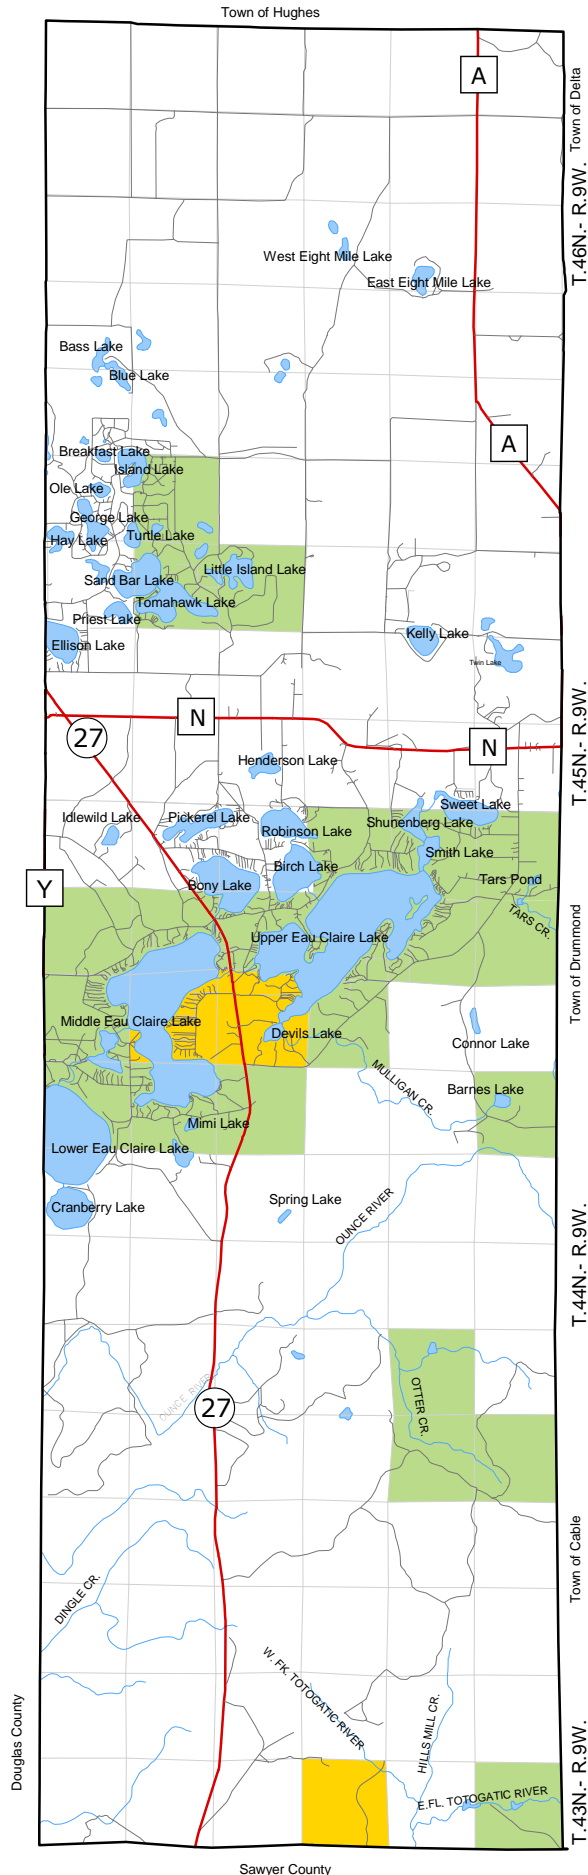 Town of Hughes
A
Town of Delta
T.46N.- R.9W.
West Eight Mile Lake
East Eight Mile Lake
Bass Lake
Blue Lake
A
Breakfast Lake
Island Lake
Ole Lake
George Lake
Turtle Lake
Hay Lake
Little Island Lake
Sand Bar Lake
Tomahawk Lake
Priest Lake
Kelly Lake
Ellison Lake
Twin Lake
T.45N.- R.9W.
N
27
N
Henderson Lake
Sweet Lake
Idlewild Lake
Pickerel Lake
Shunenberg Lake
Robinson Lake
Smith Lake
Birch Lake
Tars Pond
Bony Lake
Y
TARS CR.
Town of Drummond
Upper Eau Claire Lake
Middle Eau Claire Lake
Devils Lake
Connor Lake
MULLIGAN CR.
Barnes Lake
Mimi Lake
Lower Eau Claire Lake
Spring Lake
Cranberry Lake
OUNCE RIVER
T.44N.- R.9W.
OUNCE RIVER
OTTER CR.
27
Town of Cable
DINGLE CR.
W. FK. TOTOGATIC RIVER
HILLS MILL CR.
Douglas County
T.43N.- R.9W.
E.FL. TOTOGATIC RIVER
Sawyer County